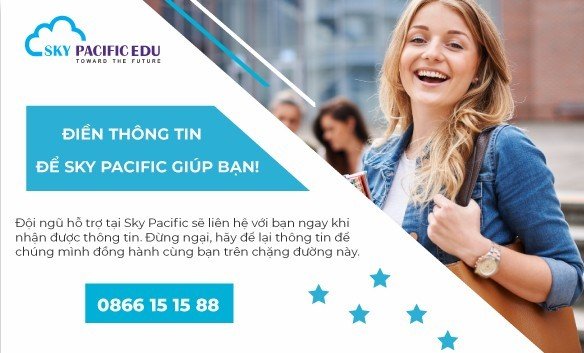 SKY PACIFIC EDU
TOWARD THE FUTURE
ĐIỀN THÔNG TIN
ĐỂ SKY PACIFIC GIÚP BẠN!
Đội ngũ hỗ trợ tại Sky Pacific sẽ liên hệ với bạn ngay khi
nhận được thông tin. Đừng ngại, hãy để lại thông tin để
chúng mình đồng hành cùng bạn trên chặng đường này.
0866 15 15 88